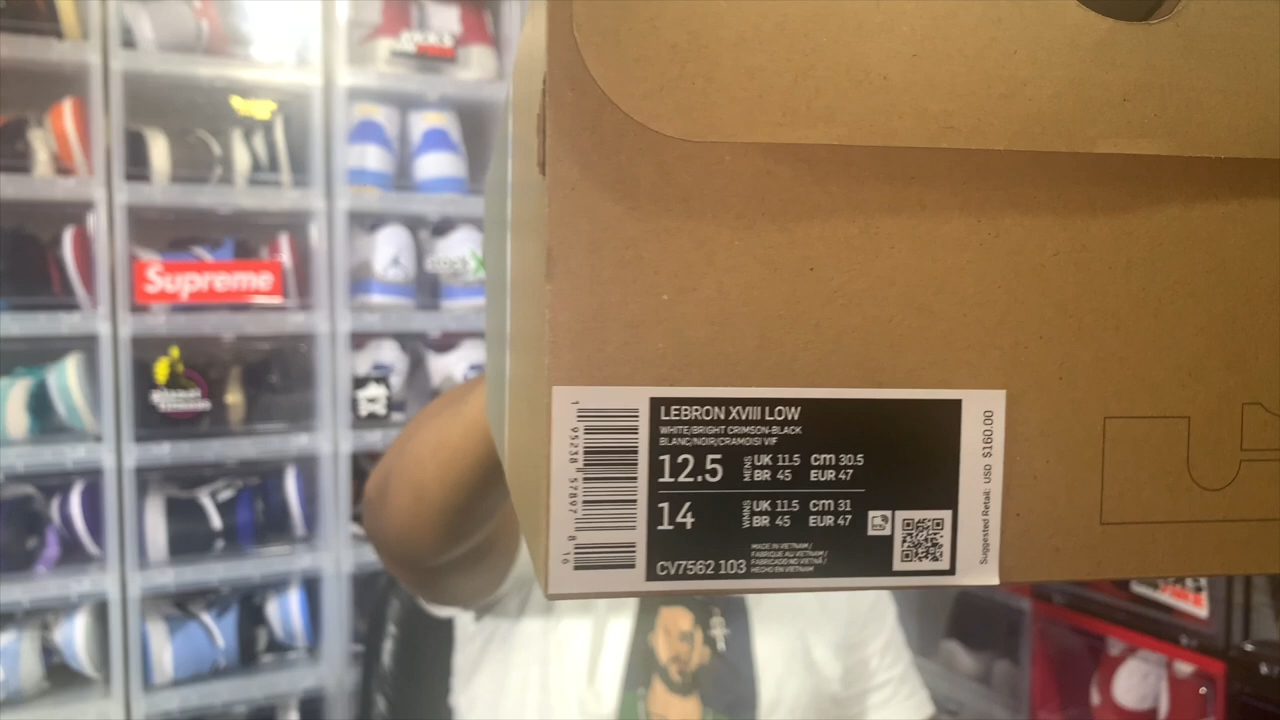 Supreme
LEBRON XVIII LOW
WHITE/BRIGHT CRIMSON-BLACK
BLANC/NOIR/CRAMOISI VIF
12.5 MENS UK 11.5 CM 30.5
BR 45 EUR 47
14 WMNS UK 11.5 CM 31
BR 45 EUR 47
CV7562 103
MADE IN VIETNAM /
FABRIQUE AU VIETNAM /
FABRICADO NO VIETNÃ /
HECHO EN VIETNAM
1 95238 57897 8 16
Suggested Retail: USD $160.00